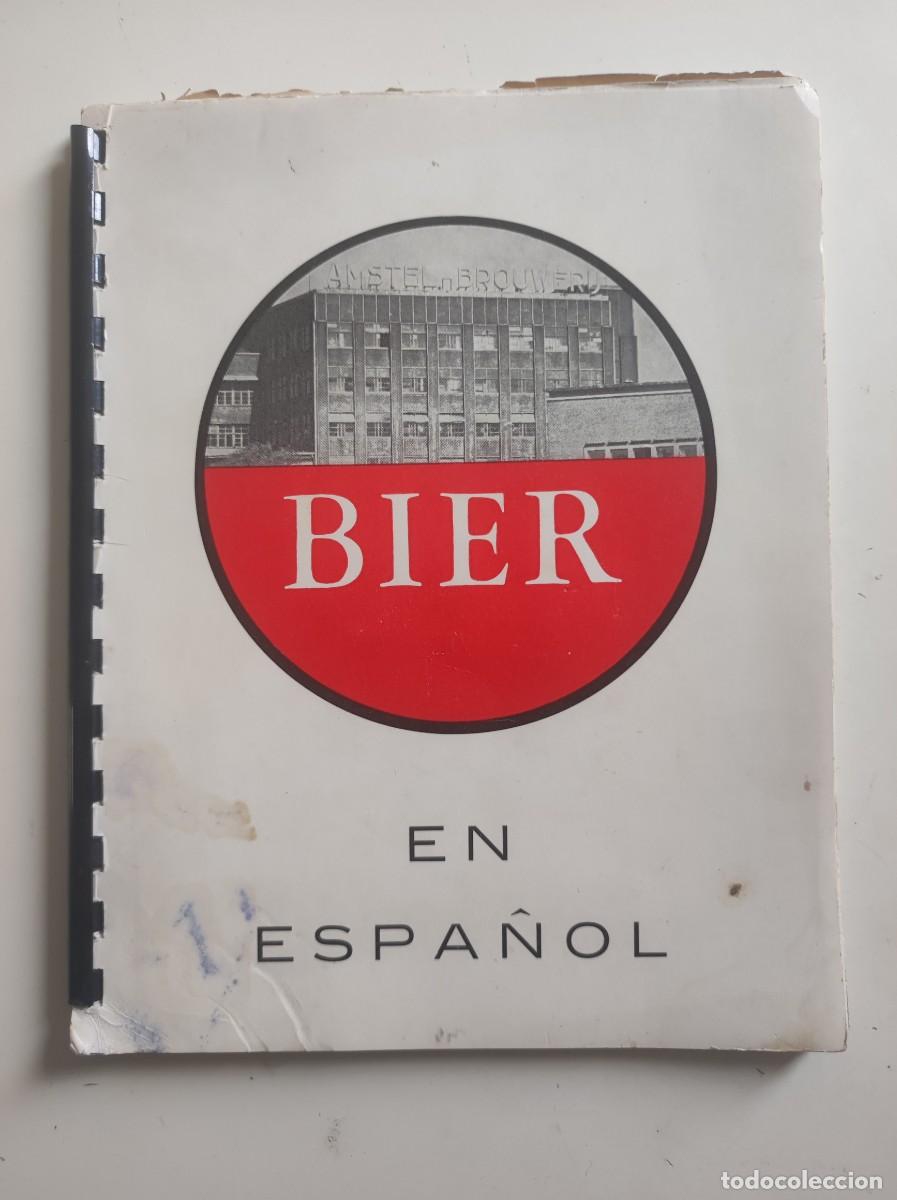 AMSTEL BROUWERIJ
BIER
EN
ESPAÑOL
todocoleccion